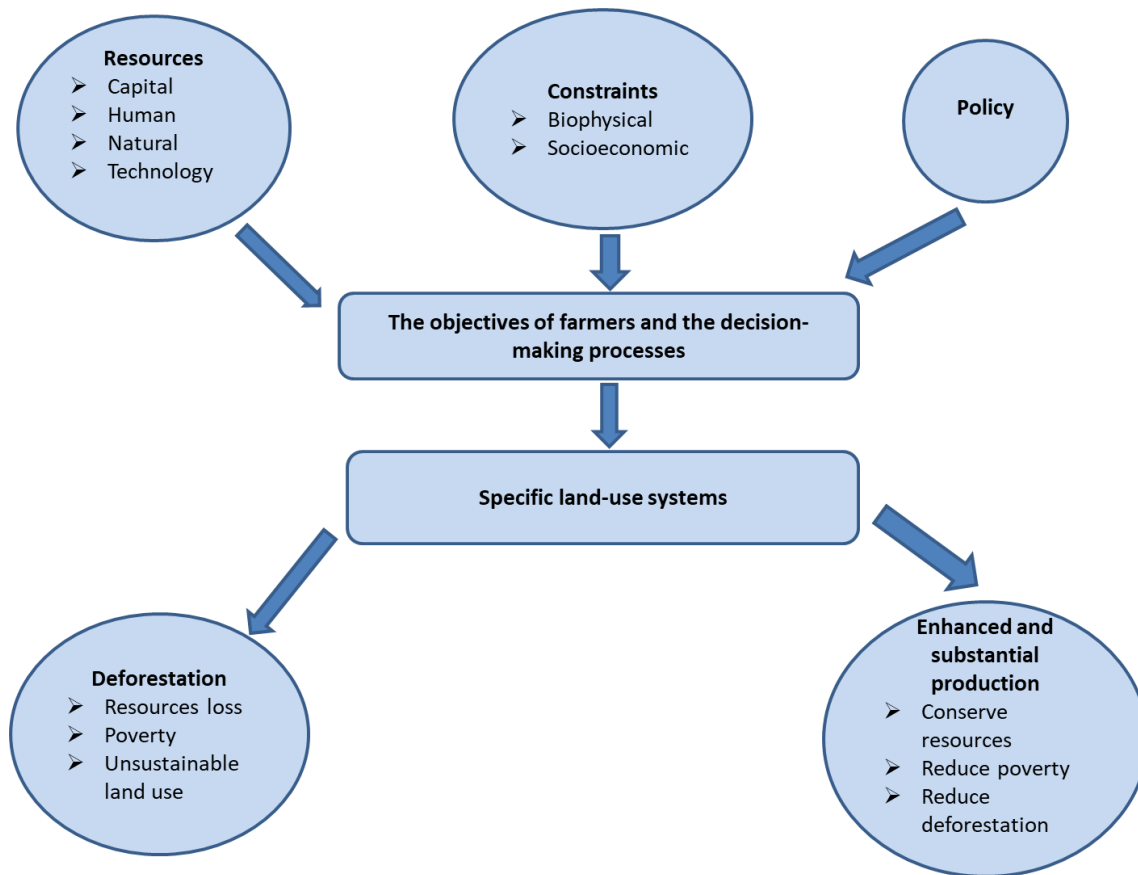 Resources
➢ Capital
➢ Human
➢ Natural
➢ Technology
Constraints
➢ Biophysical
➢ Socioeconomic
Policy
The objectives of farmers and the decision-
making processes
Specific land-use systems
Deforestation
➢ Resources loss
➢ Poverty
➢ Unsustainable
land use
Enhanced and
substantial
production
➢ Conserve
resources
➢ Reduce poverty
➢ Reduce
deforestation